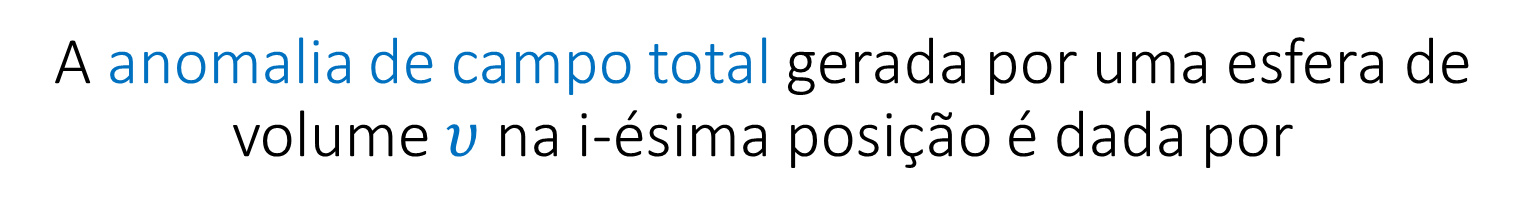 A anomalia de campo total gerada por uma esfera de
volume 𝑣 na i-ésima posição é dada por